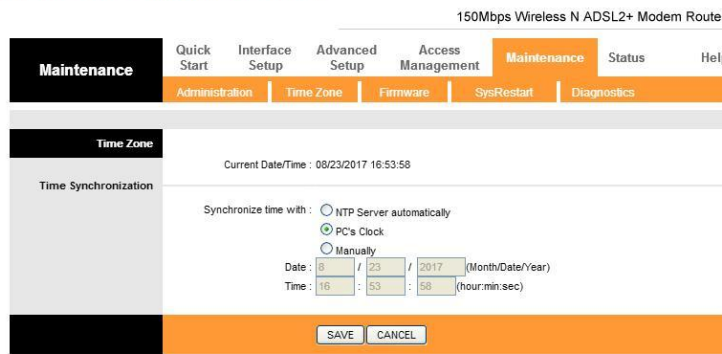 150Mbps Wireless N ADSL2+ Modem Route
Maintenance
Quick Start
Interface Setup
Advanced Setup
Access Management
Maintenance
Status
Help
Administration
Time Zone
Firmware
SysRestart
Diagnostics
Time Zone
Current Date/Time : 08/23/2017 16:53:58
Time Synchronization
Synchronize time with :
NTP Server automatically
PC's Clock
Manually
Date : 8 / 23 / 2017 (Month/Date/Year)
Time : 16 : 53 : 58 (hour:min:sec)
SAVE CANCEL